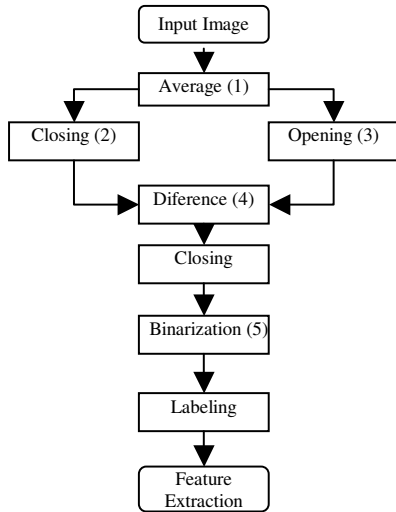 Input Image
Average (1)
Closing (2)
Opening (3)
Diference (4)
Closing
Binarization (5)
Labeling
Feature
Extraction